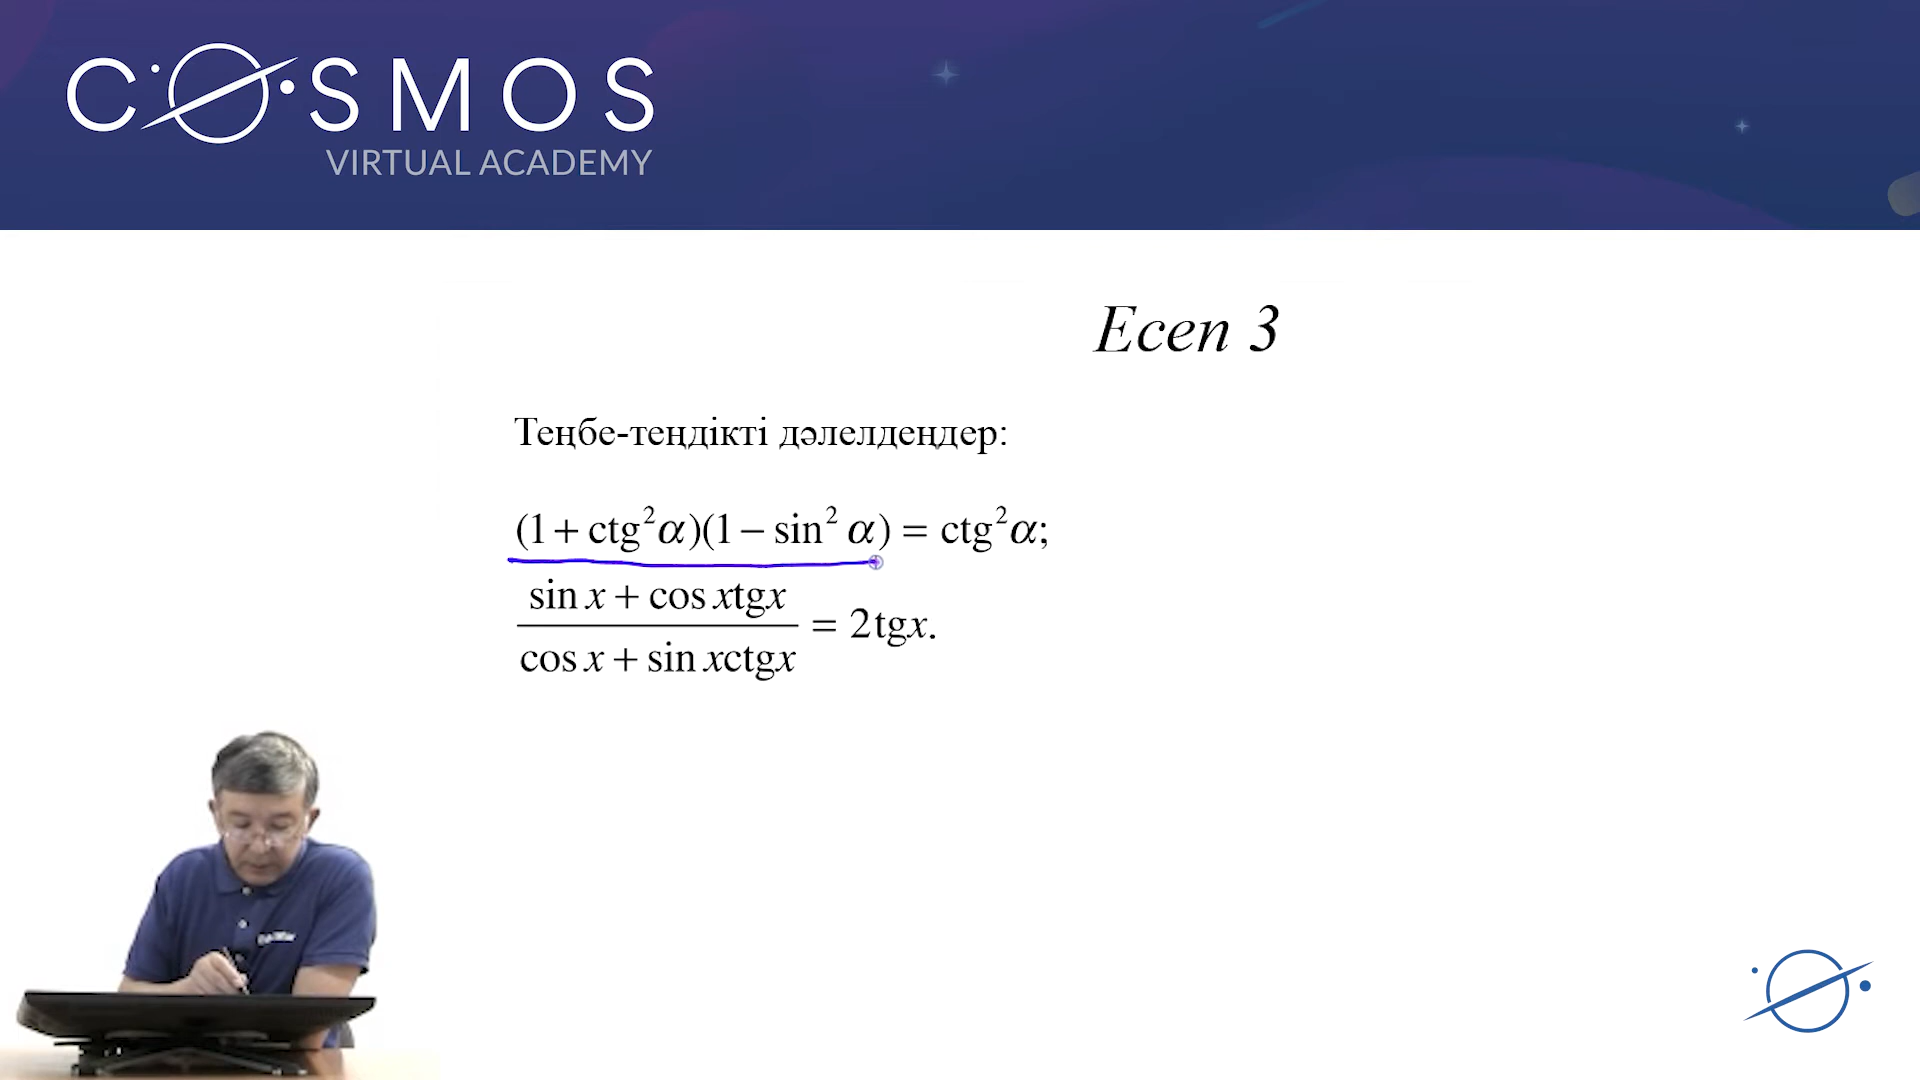 COSMOS
VIRTUAL ACADEMY
Есеп 3
Теңбе-теңдікті дәлелдеңдер:
(1 + ctg²α)(1 − sin² α) = ctg²α;
sin x + cos xtgx
cos x + sin xctgx
= 2tgx.